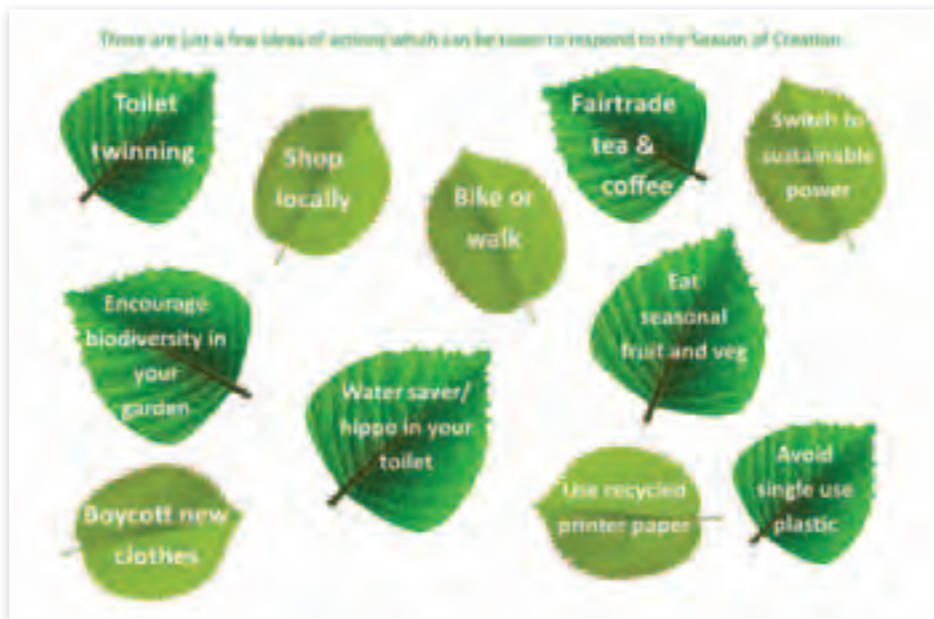 These are just a few ideas of actions which can be taken to respond to the Season of Creation
Toilet
twinning
Shop
locally
Bike or
walk
Fairtrade
tea &
coffee
Switch to
sustainable
power
Encourage
biodiversity in
your
garden
Water saver/
hippo in your
toilet
Eat
seasonal
fruit and veg
Boycott new
clothes
Use recycled
printer paper
Avoid
single use
plastic